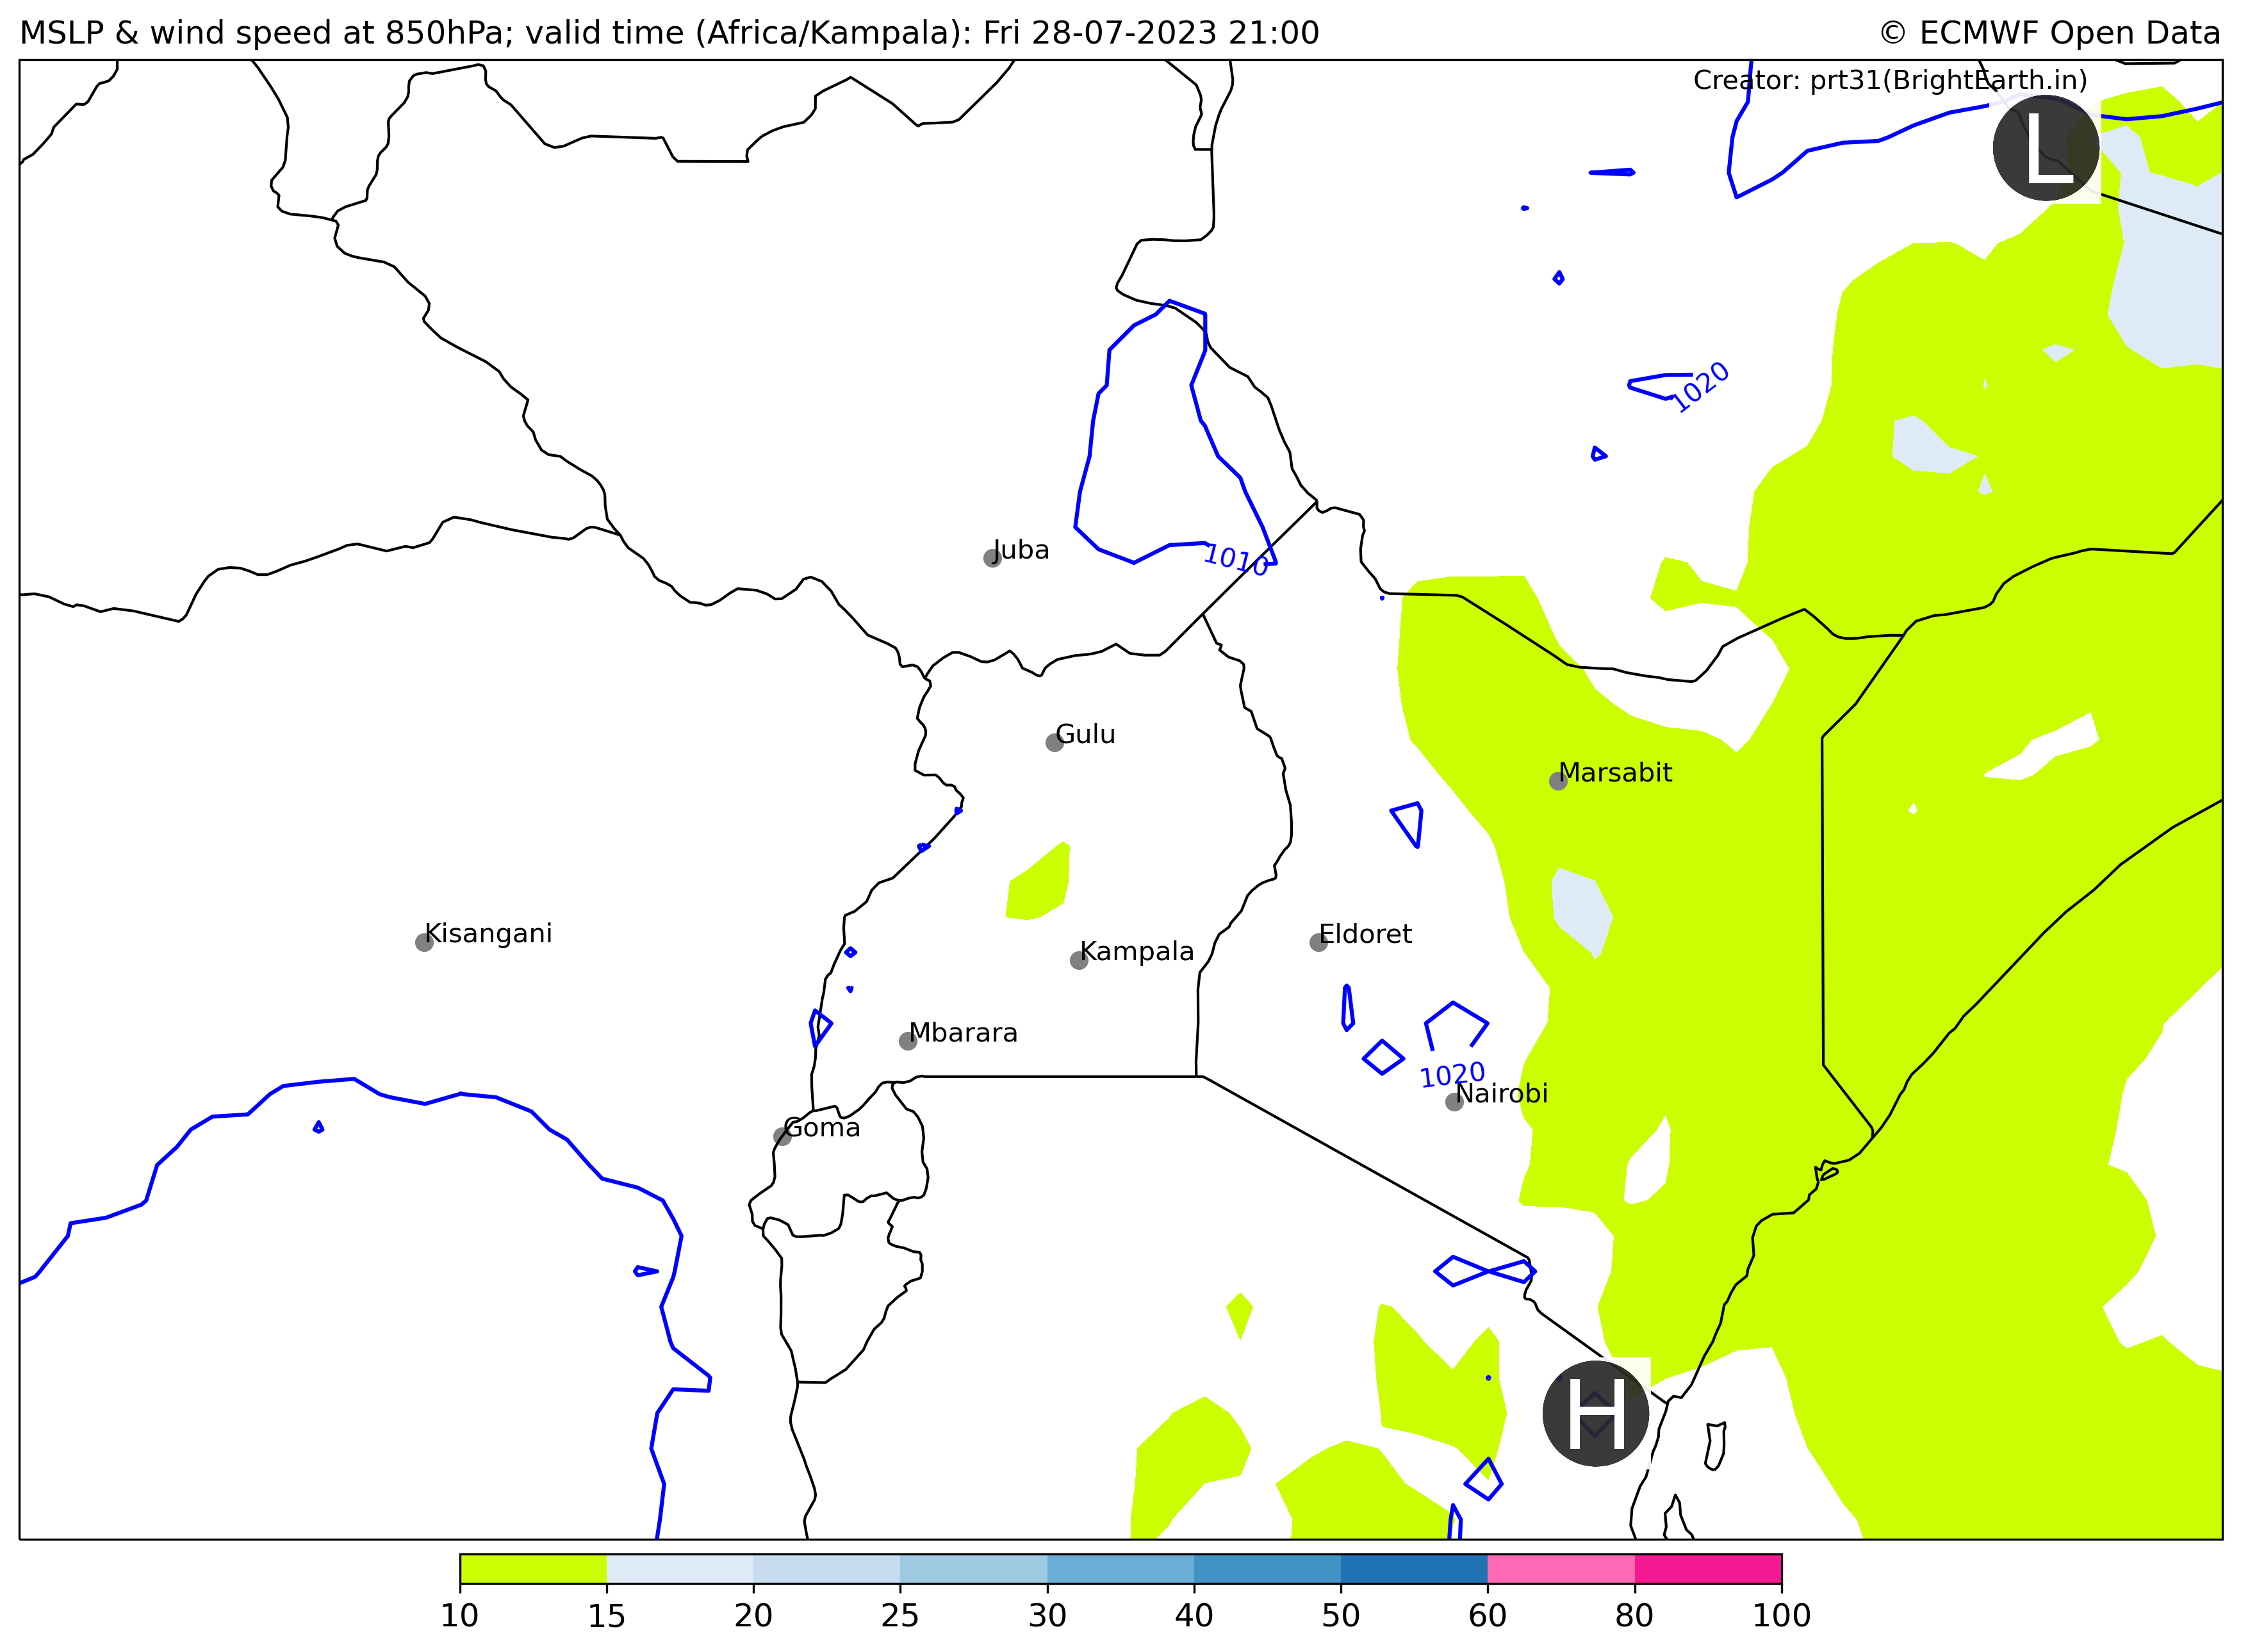 MSLP & wind speed at 850hPa; valid time (Africa/Kampala): Fri 28-07-2023 21:00
© ECMWF Open Data
Creator: prt31(BrightEarth.in)
L
1020
Juba
1010
Gulu
Marsabit
Kisangani
Eldoret
Kampala
Mbarara
1020
Nairobi
Goma
H
10 15 20 25 30 40 50 60 80 100